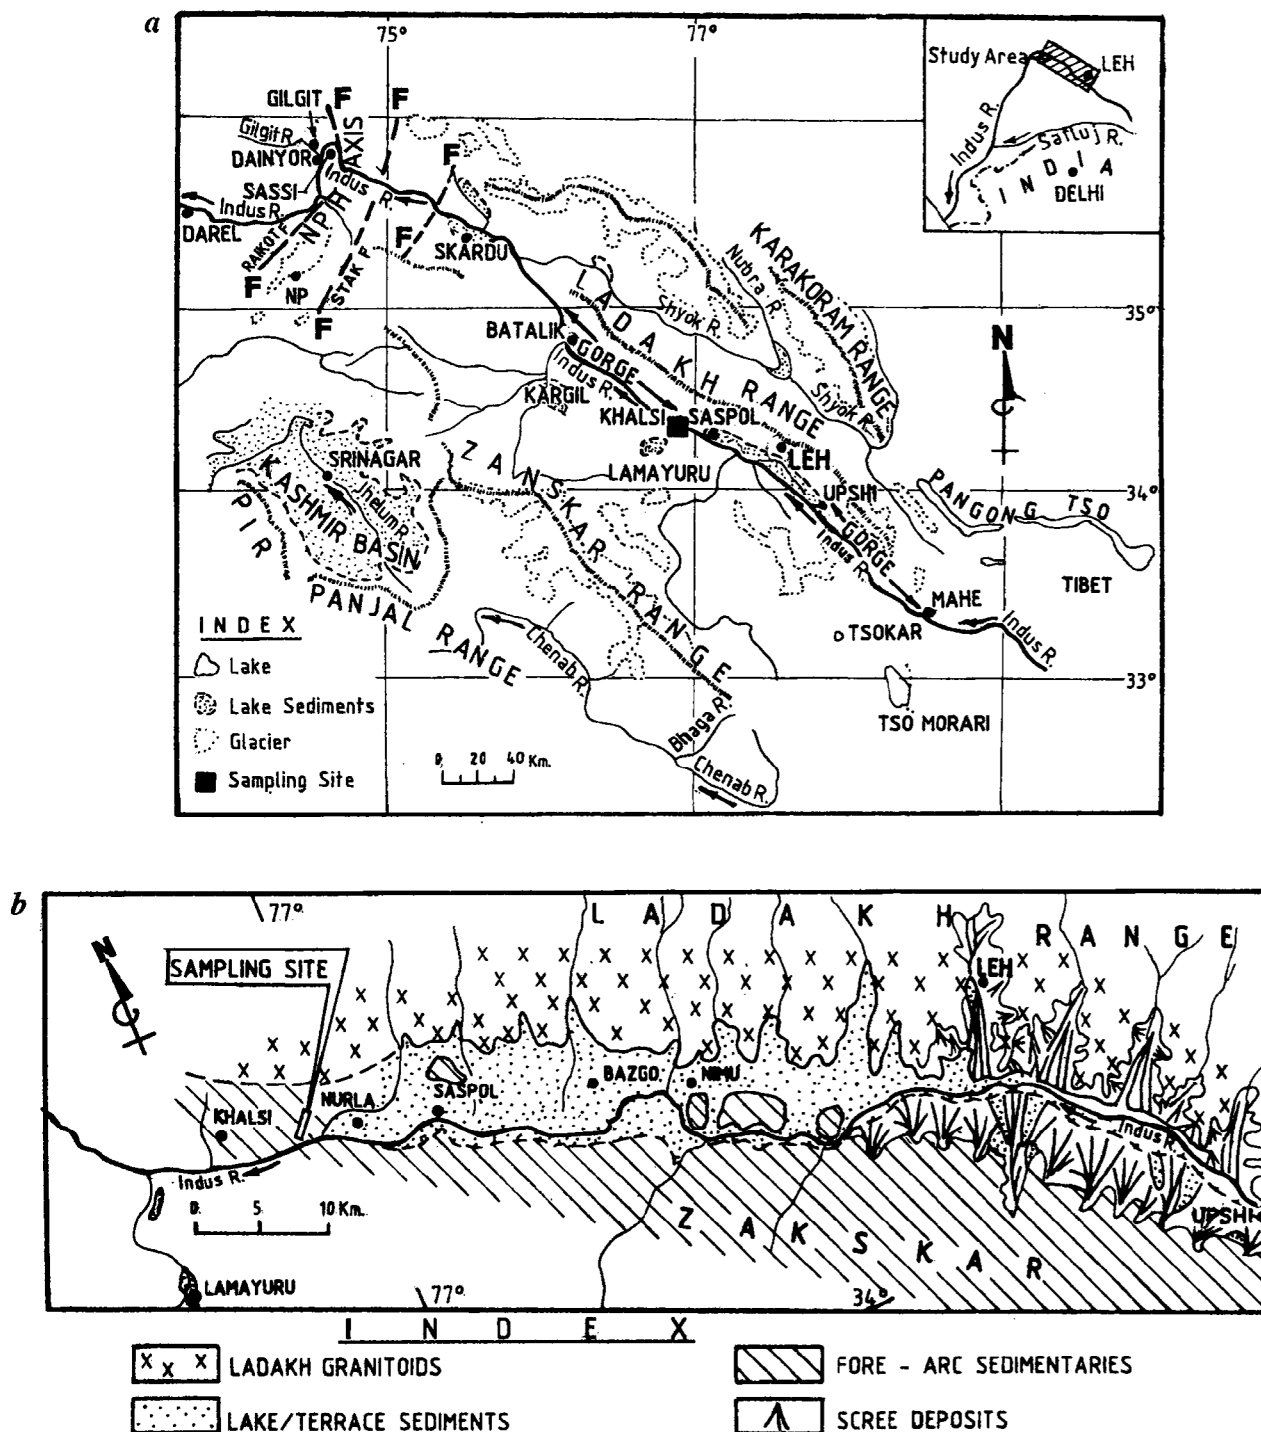 a
75°
77°
Study Area
LEH
Indus R.
Satluj R.
INDIA
DELHI
GILGIT
F
F
Gilgit R.
AXIS
DAINYOR
F
SASSI
Indus R.
Indus R.
NPH
DAREL
RAIKOT F
F
SKARDU
F
NP
STAK F
F
KARAKORAM RANGE
Nubra R.
LADAKH RANGE
Shyok R.
35°
BATALIK
GORGE
N
Indus R.
Shyok R.
KARGIL
KHALSI
SASPOL
LEH
LAMAYURU
ZANSKAR RANGE
SRINAGAR
KASHMIR BASIN
Jhelum R.
UPSHI
34°
PANGONG TSO
GORGE
Indus R.
PIR PANJAL RANGE
MAHE
TIBET
TSOKAR
Indus R.
INDEX
Lake
Chenab R.
33°
Lake Sediments
TSO MORARI
Glacier
Bhaga R.
Sampling Site
0 20 40 Km.
Chenab R.
b
77°
LADAKH RANGE
N
SAMPLING SITE
LEH
BAZGO
NIMU
NURLA
SASPOL
KHALSI
Indus R.
Indus R.
0 5 10 Km.
UPSHI
ZAKSKAR
LAMAYURU
77°
34°
INDEX
LADAKH GRANITOIDS
FORE - ARC SEDIMENTARIES
LAKE/TERRACE SEDIMENTS
SCREE DEPOSITS